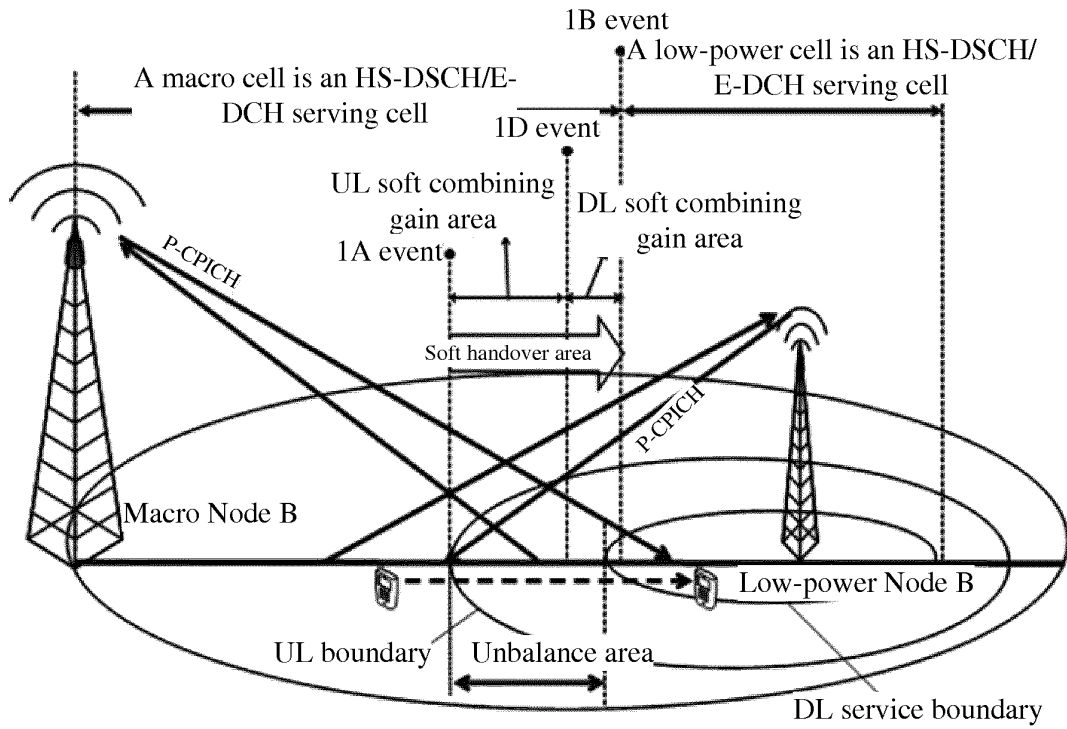 1B event
A macro cell is an HS-DSCH/E-
DCH serving cell
A low-power cell is an HS-DSCH/
E-DCH serving cell
1D event
UL soft combining
gain area
DL soft combining
gain area
1A event
P-CPICH
Soft handover area
P-CPICH
Macro Node B
Low-power Node B
UL boundary
Unbalance area
DL service boundary